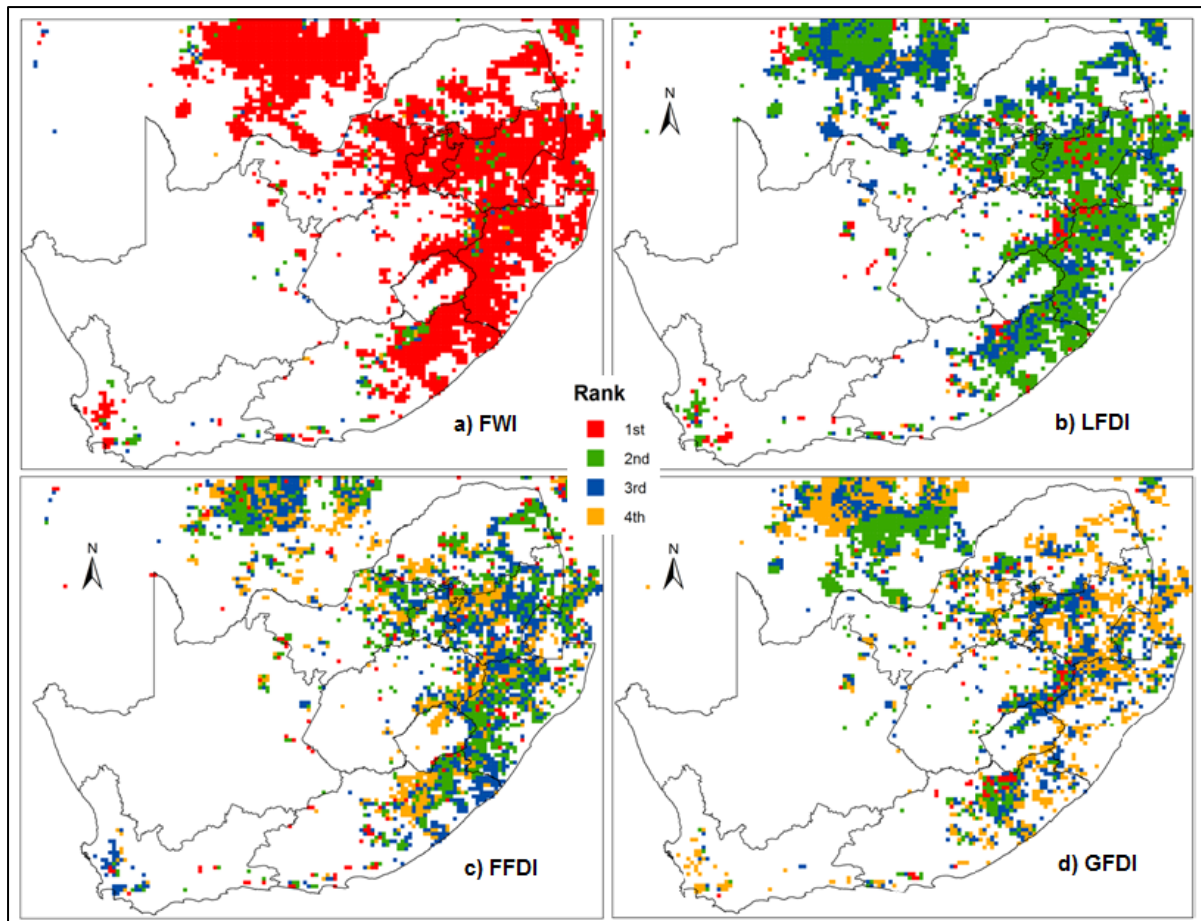 a) FWI
N
b) LFDI
Rank
1st
2nd
3rd
4th
N
c) FFDI
N
d) GFDI